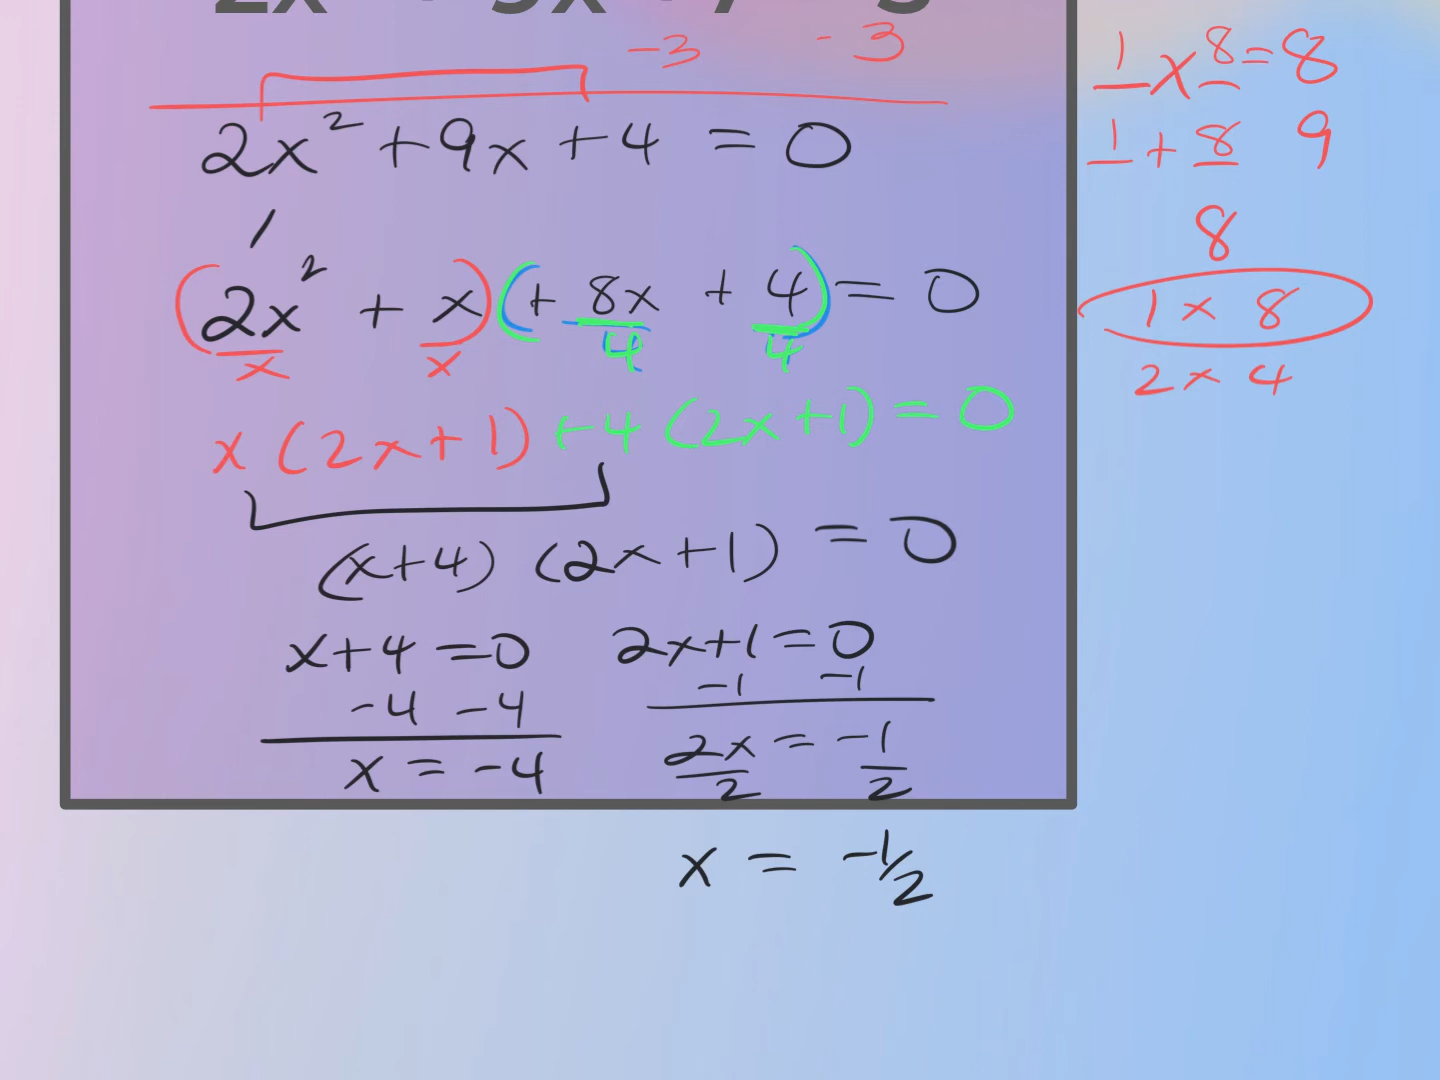 -3 -3
2x² + 9x + 4 = 0
(2x² + x)(+ 8x + 4) = 0
x x 4 4
x (2x + 1) + 4 (2x + 1) = 0
(x+4) (2x+1) = 0
x+4 = 0
-4 -4
x = -4
2x+1 = 0
-1 -1
2x = -1
2 2
x = -1/2
1 x 8 = 8
1 + 8 9
8
1 x 8
2 x 4